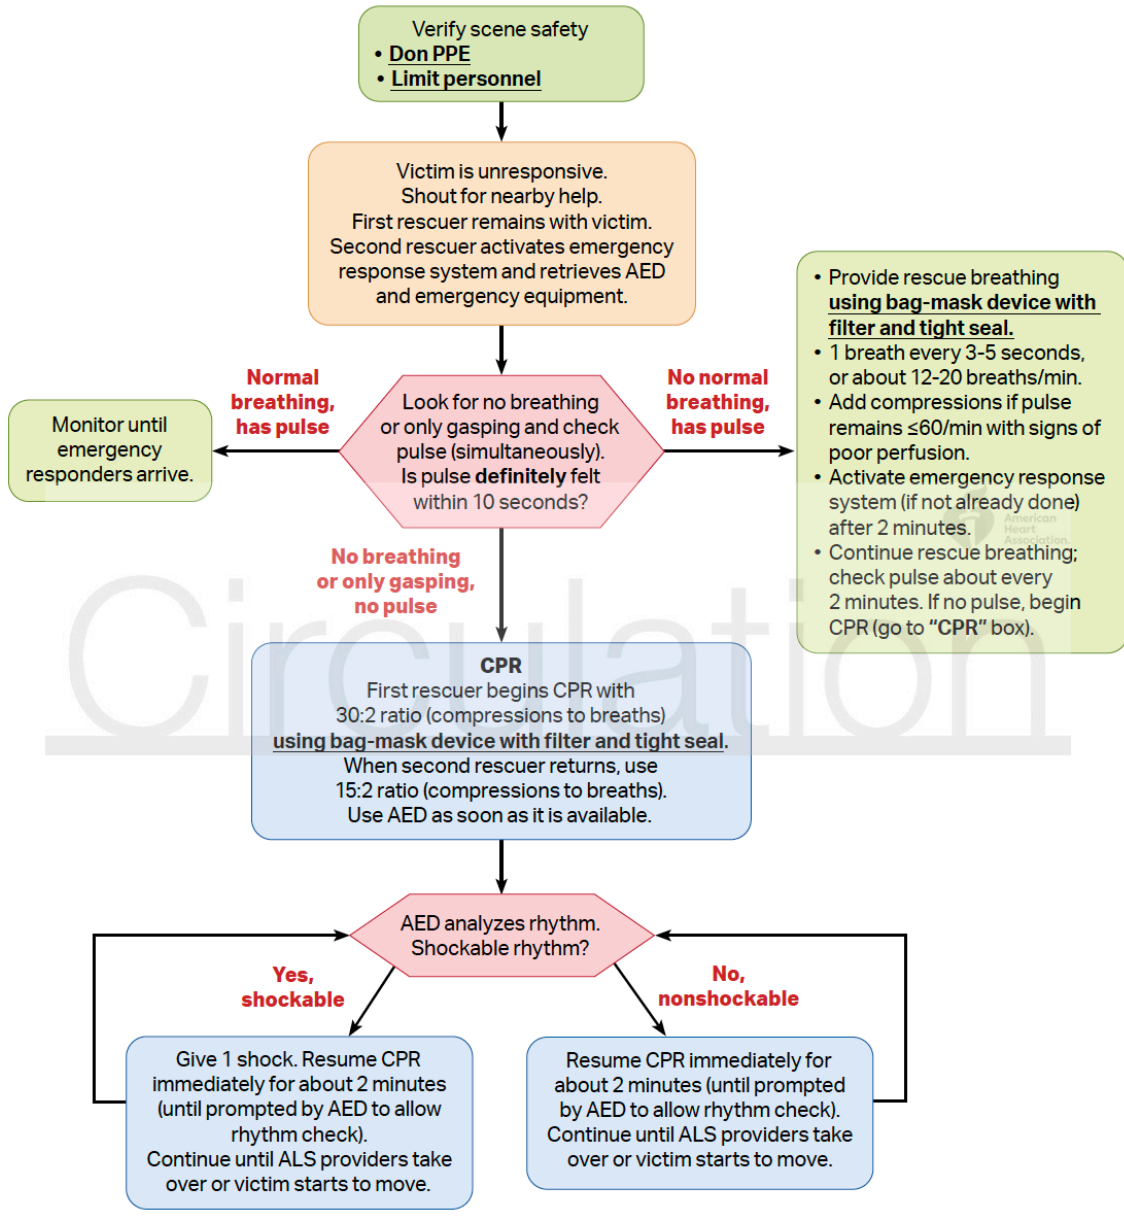 Verify scene safety
• Don PPE
• Limit personnel
Victim is unresponsive.
Shout for nearby help.
First rescuer remains with victim.
Second rescuer activates emergency
response system and retrieves AED
and emergency equipment.
Normal
breathing,
has pulse
Look for no breathing
or only gasping and check
pulse (simultaneously).
Is pulse definitely felt
within 10 seconds?
No normal
breathing,
has pulse
Monitor until
emergency
responders arrive.
• Provide rescue breathing
using bag-mask device with
filter and tight seal.
• 1 breath every 3-5 seconds,
or about 12-20 breaths/min.
• Add compressions if pulse
remains ≤60/min with signs of
poor perfusion.
• Activate emergency response
system (if not already done)
after 2 minutes.
• Continue rescue breathing;
check pulse about every
2 minutes. If no pulse, begin
CPR (go to “CPR” box).
American
Heart
Association.
No breathing
or only gasping,
no pulse
Circulation
CPR
First rescuer begins CPR with
30:2 ratio (compressions to breaths)
using bag-mask device with filter and tight seal.
When second rescuer returns, use
15:2 ratio (compressions to breaths).
Use AED as soon as it is available.
AED analyzes rhythm.
Shockable rhythm?
Yes,
shockable
No,
nonshockable
Give 1 shock. Resume CPR
immediately for about 2 minutes
(until prompted by AED to allow
rhythm check).
Continue until ALS providers take
over or victim starts to move.
Resume CPR immediately for
about 2 minutes (until prompted
by AED to allow rhythm check).
Continue until ALS providers take
over or victim starts to move.